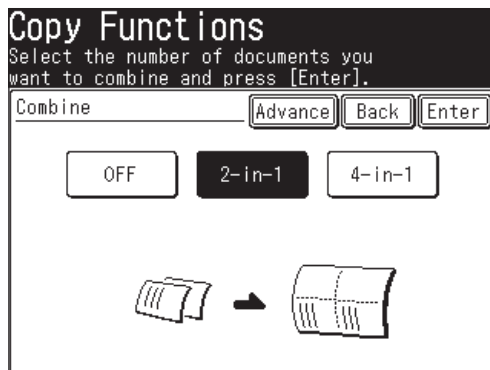 Copy Functions
Select the number of documents you
want to combine and press [Enter].
Combine Advance Back Enter
OFF 2-in-1 4-in-1